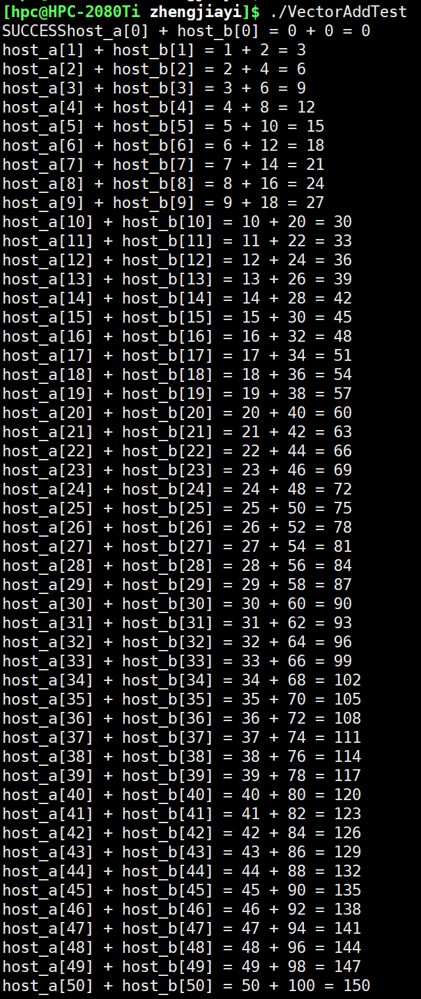 [hpc@HPC-2080Ti zhengjiayi]$ ./VectorAddTest
SUCCESShost_a[0] + host_b[0] = 0 + 0 = 0
host_a[1] + host_b[1] = 1 + 2 = 3
host_a[2] + host_b[2] = 2 + 4 = 6
host_a[3] + host_b[3] = 3 + 6 = 9
host_a[4] + host_b[4] = 4 + 8 = 12
host_a[5] + host_b[5] = 5 + 10 = 15
host_a[6] + host_b[6] = 6 + 12 = 18
host_a[7] + host_b[7] = 7 + 14 = 21
host_a[8] + host_b[8] = 8 + 16 = 24
host_a[9] + host_b[9] = 9 + 18 = 27
host_a[10] + host_b[10] = 10 + 20 = 30
host_a[11] + host_b[11] = 11 + 22 = 33
host_a[12] + host_b[12] = 12 + 24 = 36
host_a[13] + host_b[13] = 13 + 26 = 39
host_a[14] + host_b[14] = 14 + 28 = 42
host_a[15] + host_b[15] = 15 + 30 = 45
host_a[16] + host_b[16] = 16 + 32 = 48
host_a[17] + host_b[17] = 17 + 34 = 51
host_a[18] + host_b[18] = 18 + 36 = 54
host_a[19] + host_b[19] = 19 + 38 = 57
host_a[20] + host_b[20] = 20 + 40 = 60
host_a[21] + host_b[21] = 21 + 42 = 63
host_a[22] + host_b[22] = 22 + 44 = 66
host_a[23] + host_b[23] = 23 + 46 = 69
host_a[24] + host_b[24] = 24 + 48 = 72
host_a[25] + host_b[25] = 25 + 50 = 75
host_a[26] + host_b[26] = 26 + 52 = 78
host_a[27] + host_b[27] = 27 + 54 = 81
host_a[28] + host_b[28] = 28 + 56 = 84
host_a[29] + host_b[29] = 29 + 58 = 87
host_a[30] + host_b[30] = 30 + 60 = 90
host_a[31] + host_b[31] = 31 + 62 = 93
host_a[32] + host_b[32] = 32 + 64 = 96
host_a[33] + host_b[33] = 33 + 66 = 99
host_a[34] + host_b[34] = 34 + 68 = 102
host_a[35] + host_b[35] = 35 + 70 = 105
host_a[36] + host_b[36] = 36 + 72 = 108
host_a[37] + host_b[37] = 37 + 74 = 111
host_a[38] + host_b[38] = 38 + 76 = 114
host_a[39] + host_b[39] = 39 + 78 = 117
host_a[40] + host_b[40] = 40 + 80 = 120
host_a[41] + host_b[41] = 41 + 82 = 123
host_a[42] + host_b[42] = 42 + 84 = 126
host_a[43] + host_b[43] = 43 + 86 = 129
host_a[44] + host_b[44] = 44 + 88 = 132
host_a[45] + host_b[45] = 45 + 90 = 135
host_a[46] + host_b[46] = 46 + 92 = 138
host_a[47] + host_b[47] = 47 + 94 = 141
host_a[48] + host_b[48] = 48 + 96 = 144
host_a[49] + host_b[49] = 49 + 98 = 147
host_a[50] + host_b[50] = 50 + 100 = 150